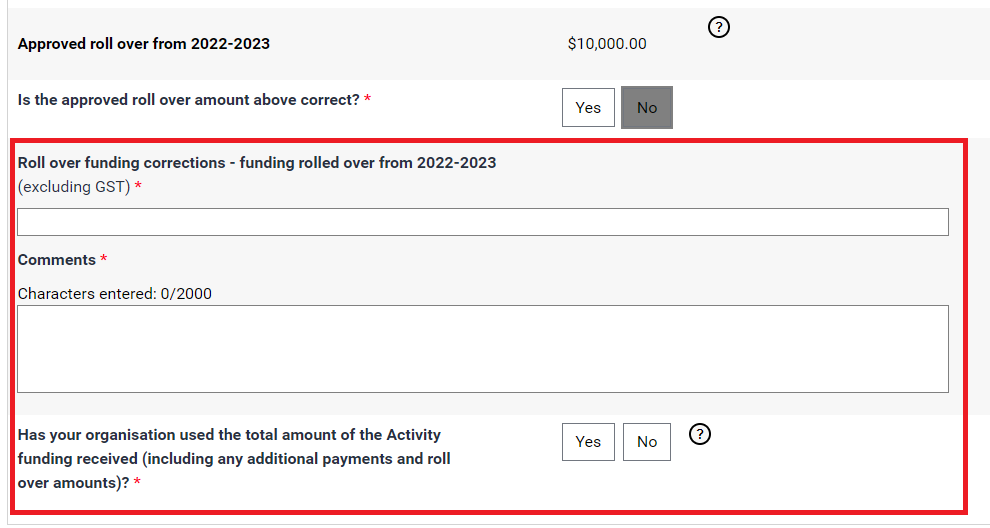 Approved roll over from 2022-2023 $10,000.00 ?
Is the approved roll over amount above correct? * Yes No
Roll over funding corrections - funding rolled over from 2022-2023
(excluding GST) *
Comments *
Characters entered: 0/2000
Has your organisation used the total amount of the Activity Yes No ?
funding received (including any additional payments and roll
over amounts)? *